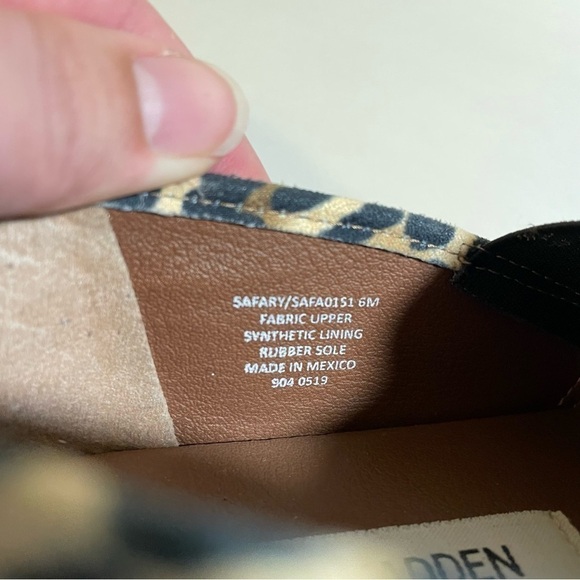 SAFARY/SAFA01S1 6M
FABRIC UPPER
SYNTHETIC LINING
RUBBER SOLE
MADE IN MEXICO
904 0519